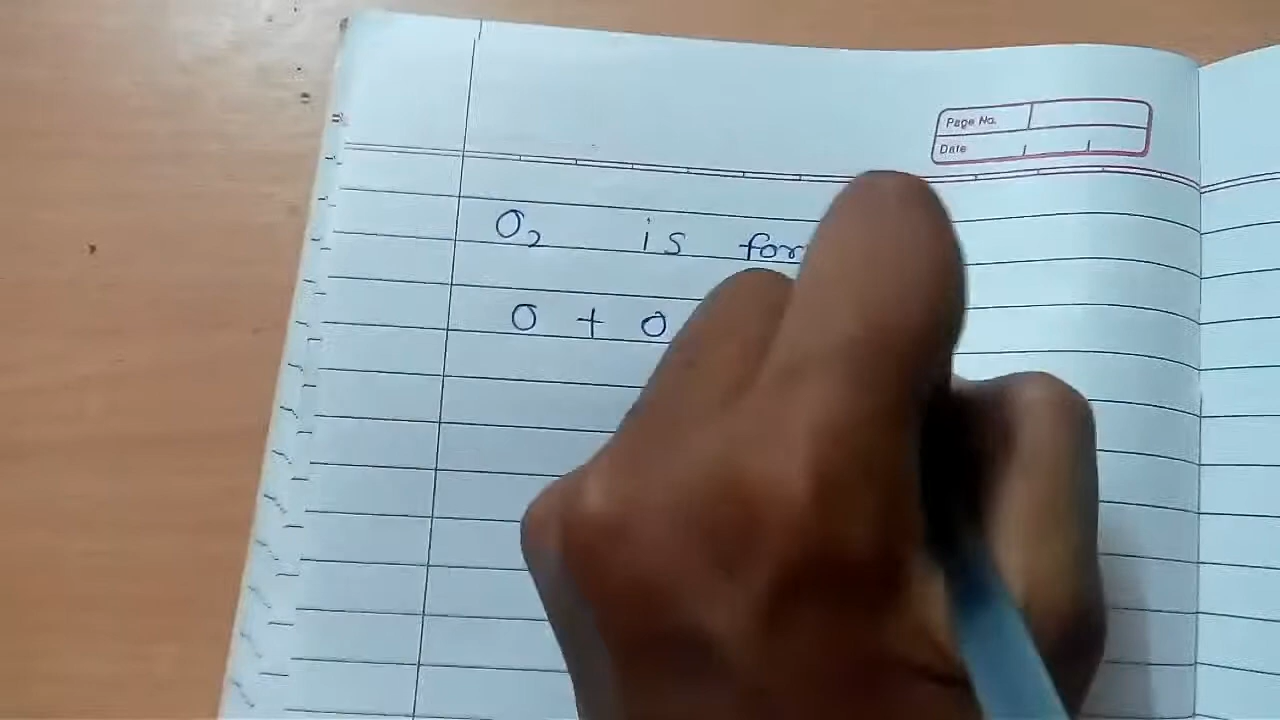 Page No.
Date
O₂ is for
O + O